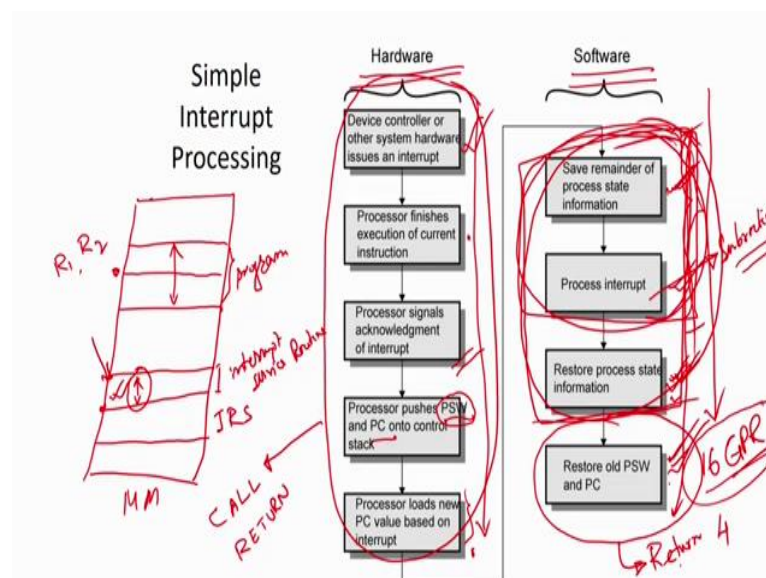 Simple
Interrupt
Processing
Hardware
Device controller or
other system hardware
issues an interrupt
Processor finishes
execution of current
instruction
Processor signals
acknowledgment
of interrupt
Processor pushes PSW
and PC onto control
stack
Processor loads new
PC value based on
interrupt
Software
Save remainder of
process state
information
Process interrupt
Restore process state
information
Restore old PSW
and PC
R1, R2
program
interrupt
service Routine
IRS
MM
CALL
RETURN
Subroutine
16 GPR
Return 4